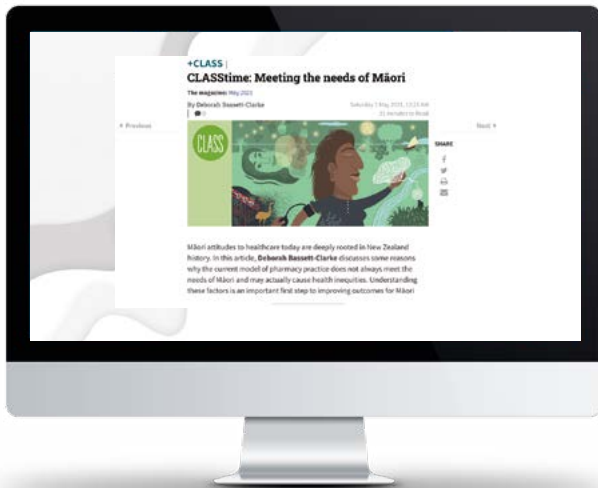 +CLASS |
CLASStime: Meeting the needs of Māori
The magazine: May 2021
By Deborah Bassett-Clarke
Saturday 1 May 2021, 12:23 AM
0
31 minutes to Read
Previous
Next
CLASS
SHARE
Māori attitudes to healthcare today are deeply rooted in New Zealand
history. In this article, Deborah Bassett-Clarke discusses some reasons
why the current model of pharmacy practice does not always meet the
needs of Māori and may actually cause health inequities. Understanding
these factors is an important first step to improving outcomes for Māori